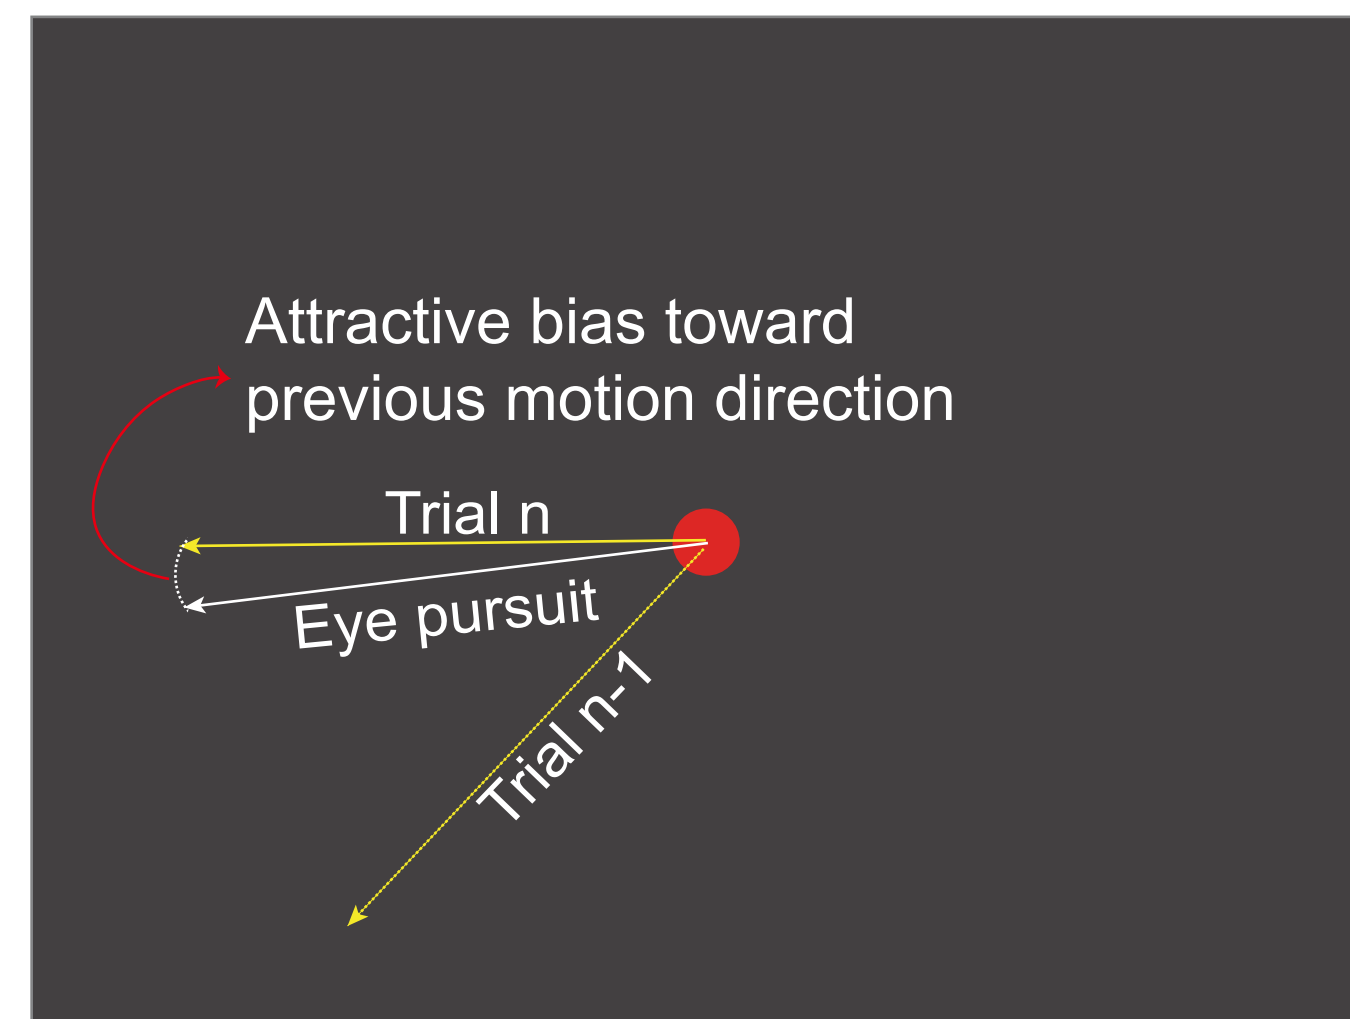 Attractive bias toward
previous motion direction
Trial n
Eye pursuit
Trial n-1